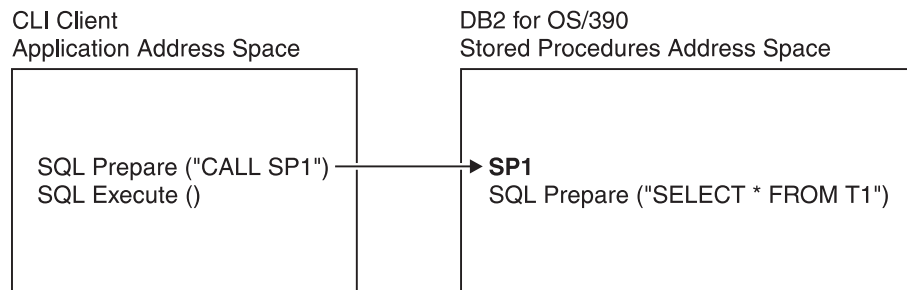 CLI Client
Application Address Space
DB2 for OS/390
Stored Procedures Address Space
SQL Prepare ("CALL SP1")
SQL Execute ()
SP1
SQL Prepare ("SELECT * FROM T1")